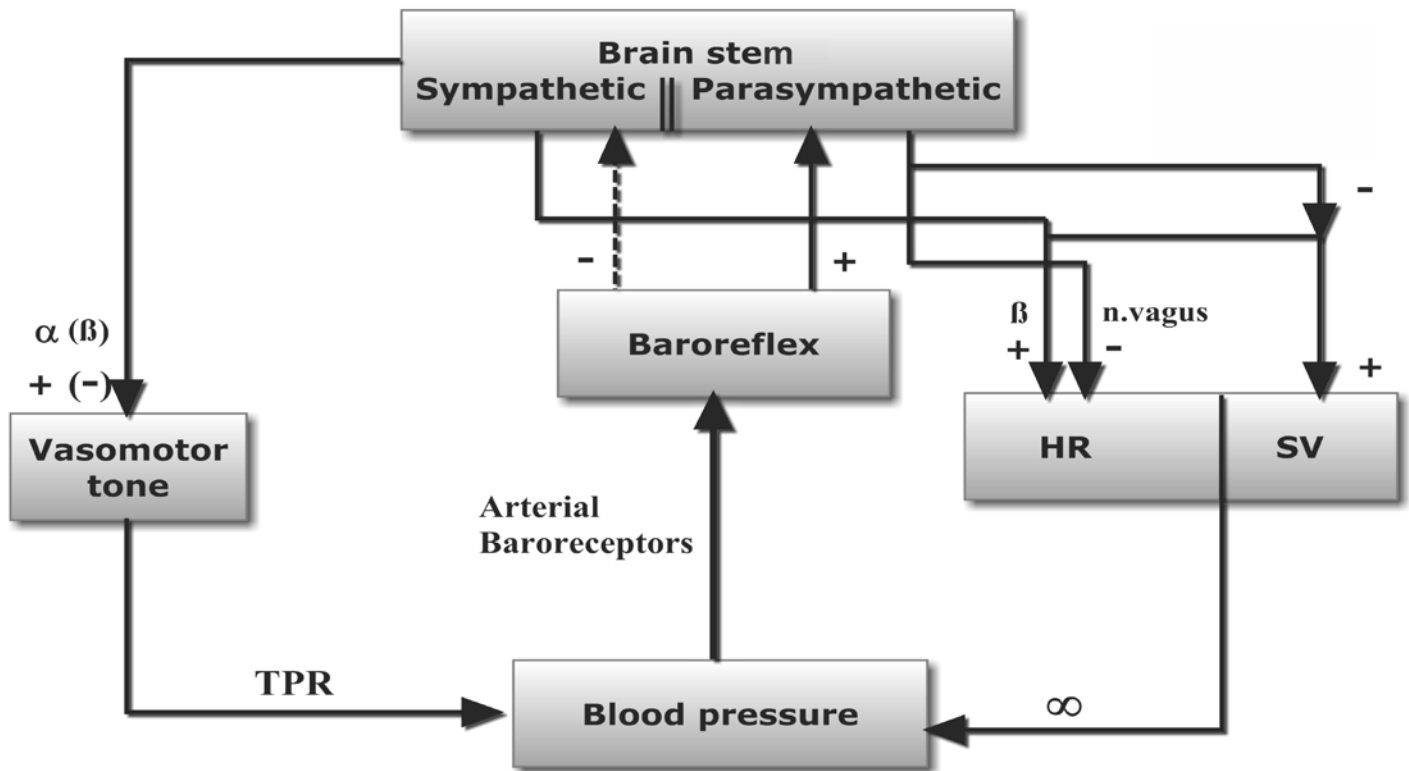 Brain stem
Sympathetic || Parasympathetic
-
-
+
α (ß)
+ (-)
ß
+
n.vagus
-
+
Baroreflex
Vasomotor
tone
HR
SV
Arterial
Baroreceptors
TPR
Blood pressure
∞